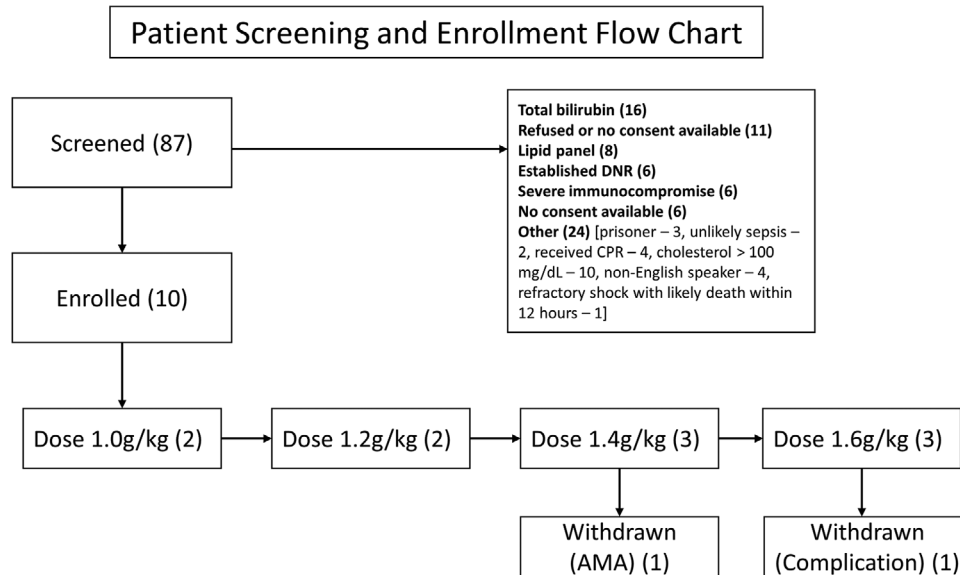 Patient Screening and Enrollment Flow Chart
Screened (87)
Total bilirubin (16)
Refused or no consent available (11)
Lipid panel (8)
Established DNR (6)
Severe immunocompromise (6)
No consent available (6)
Other (24) [prisoner – 3, unlikely sepsis –
2, received CPR – 4, cholesterol > 100
mg/dL – 10, non-English speaker – 4,
refractory shock with likely death within
12 hours – 1]
Enrolled (10)
Dose 1.0g/kg (2)
Dose 1.2g/kg (2)
Dose 1.4g/kg (3)
Dose 1.6g/kg (3)
Withdrawn
(AMA) (1)
Withdrawn
(Complication) (1)